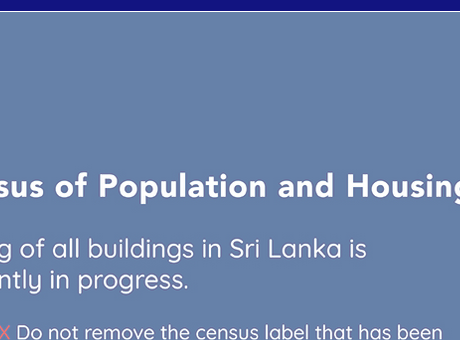 sus of Population and Housing
g of all buildings in Sri Lanka is
ntly in progress.
X Do not remove the census label that has been